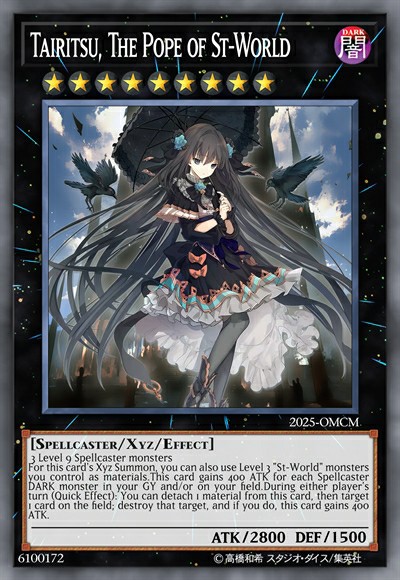 TAIRITSU, THE POPE OF ST-WORLD
DARK
闇
2025-OMCM
[SPELLCASTER/XYZ/EFFECT]
3 Level 9 Spellcaster monsters
For this card's Xyz Summon, you can also use Level 3 "St-World" monsters
you control as materials.This card gains 400 ATK for each Spellcaster
DARK monster in your GY and/or on your field.During either player's
turn (Quick Effect): You can detach 1 material from this card, then target
1 card on the field; destroy that target, and if you do, this card gains 400
ATK.
ATK/2800 DEF/1500
6100172
©高橋和希 スタジオ・ダイス/集英社